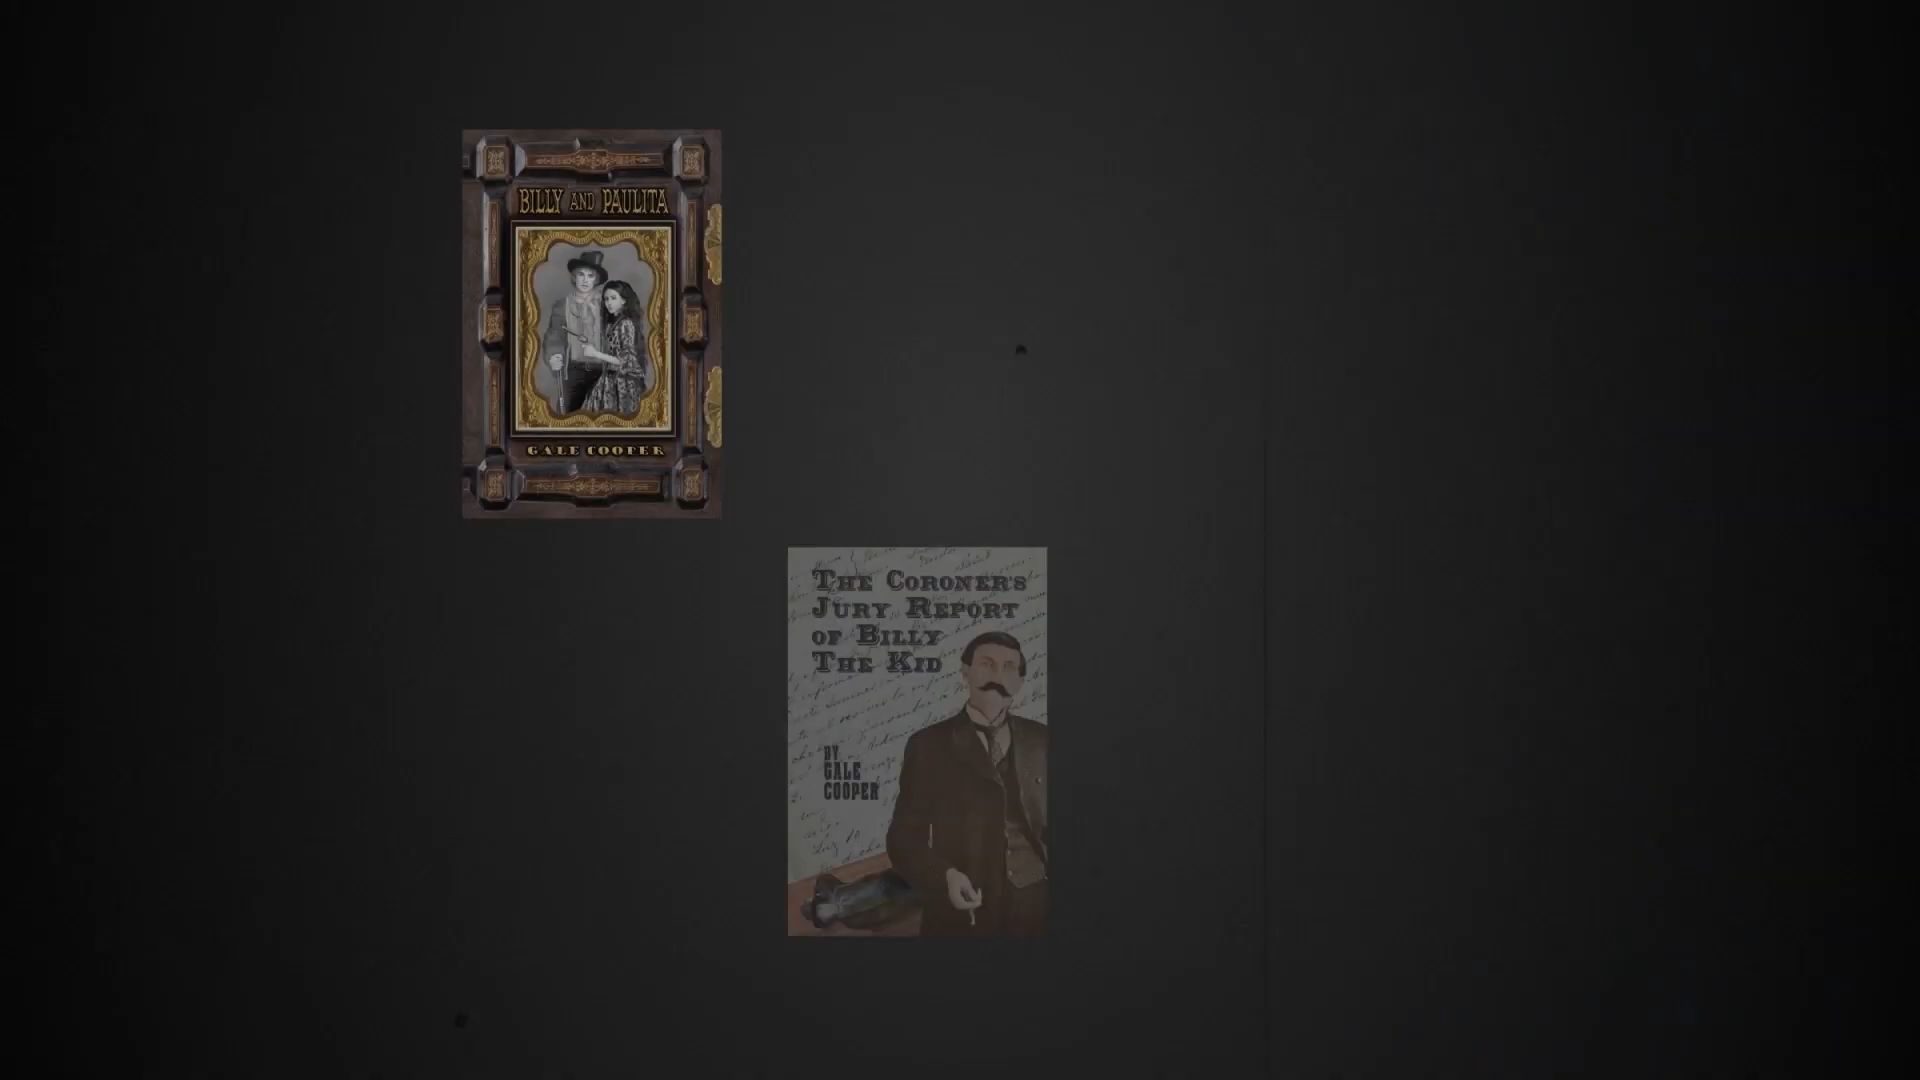 BILLY AND PAULITA
GALE COOPER
THE CORONER'S
JURY REPORT
OF BILLY
THE KID
BY
GALE
COOPER